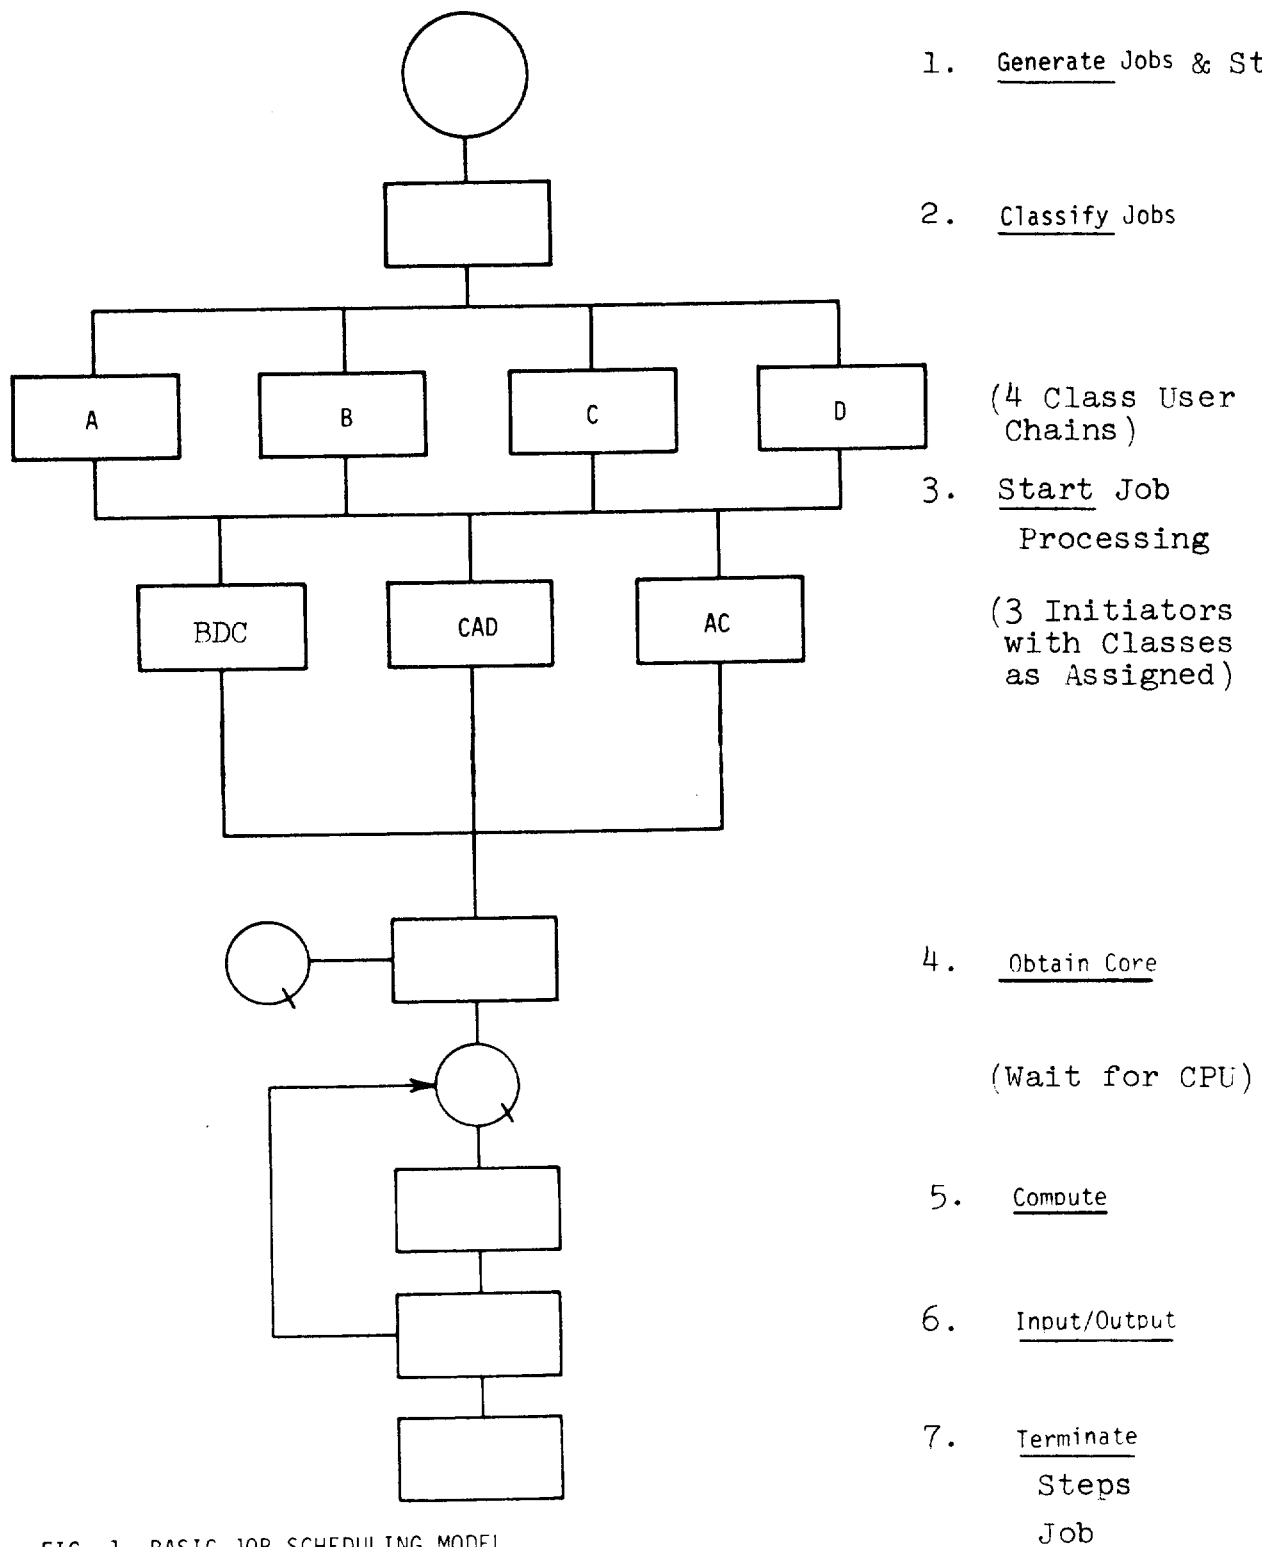 1. Generate Jobs & St
2. Classify Jobs
A B C D
(4 Class User
Chains)
3. Start Job
Processing
BDC CAD AC
(3 Initiators
with Classes
as Assigned)
4. Obtain Core
(Wait for CPU)
5. Compute
6. Input/Output
7. Terminate
Steps
Job
FIG. 1 BASIC JOB SCHEDULING MODEL